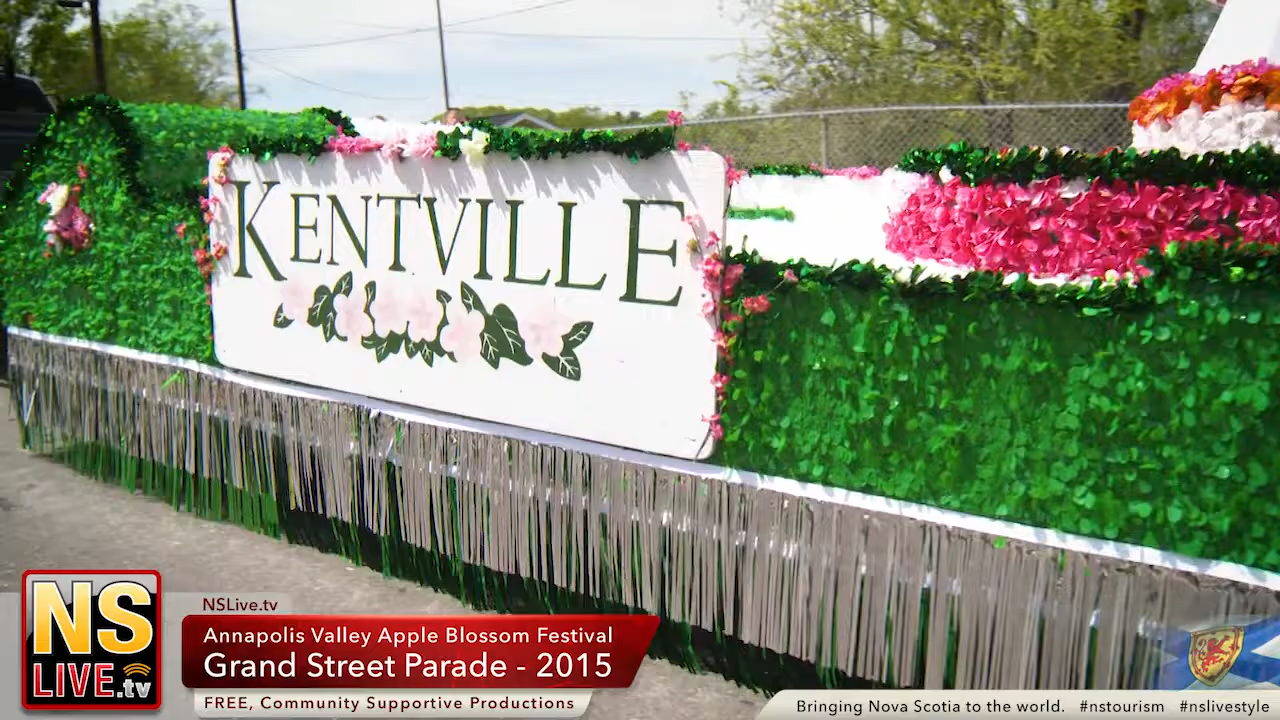 KENTVILLE
NS
LIVE.tv
NSLive.tv
Annapolis Valley Apple Blossom Festival
Grand Street Parade - 2015
FREE, Community Supportive Productions
Bringing Nova Scotia to the world. #nstourism #nslivestyle